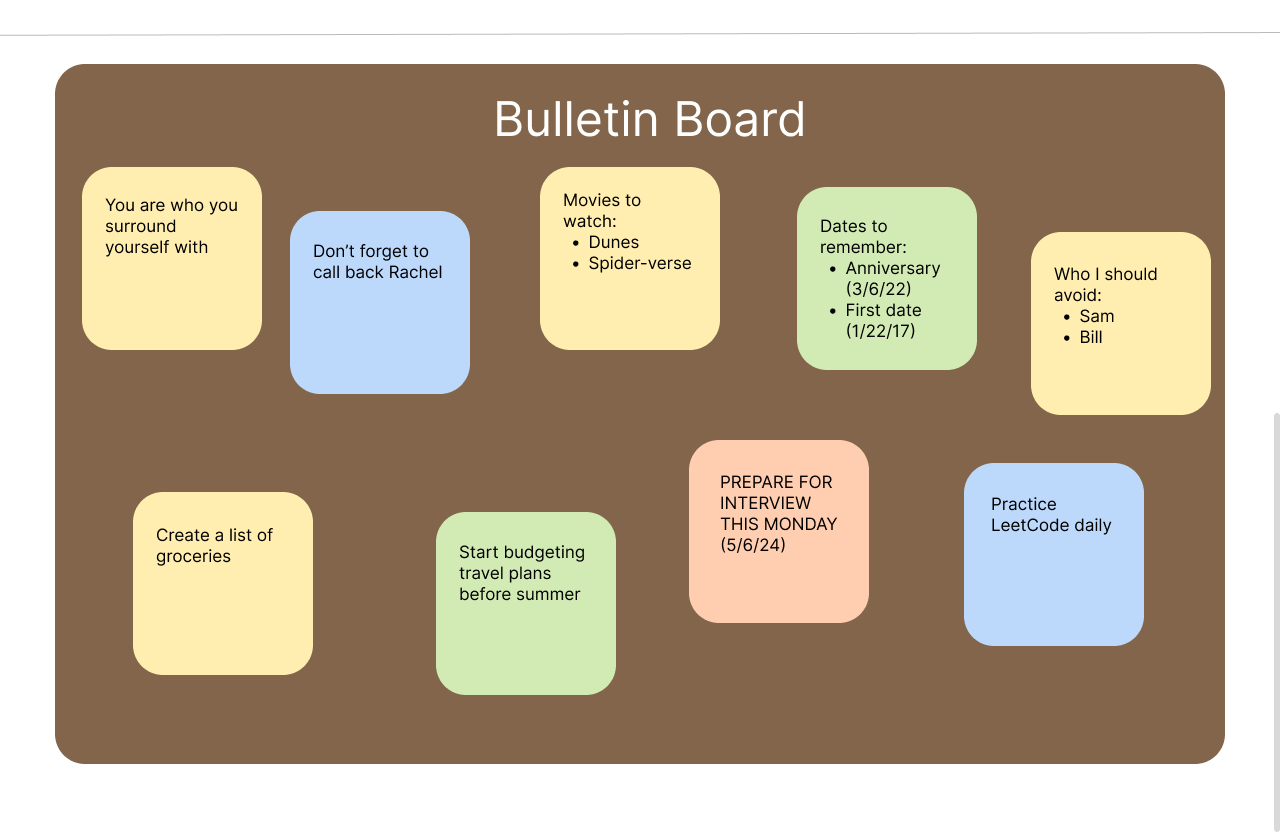 Bulletin Board
You are who you
surround
yourself with
Don’t forget to
call back Rachel
Movies to
watch:
• Dunes
• Spider-verse
Dates to
remember:
• Anniversary
(3/6/22)
• First date
(1/22/17)
Who I should
avoid:
• Sam
• Bill
Create a list of
groceries
Start budgeting
travel plans
before summer
PREPARE FOR
INTERVIEW
THIS MONDAY
(5/6/24)
Practice
LeetCode daily